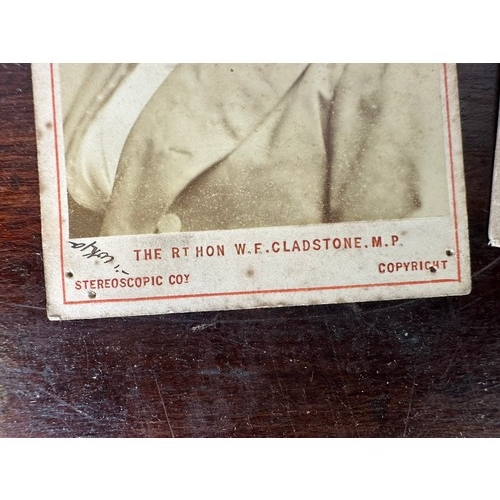 THE RT HON W.E.GLADSTONE.M.P.
STEREOSCOPIC COY
COPYRIGHT